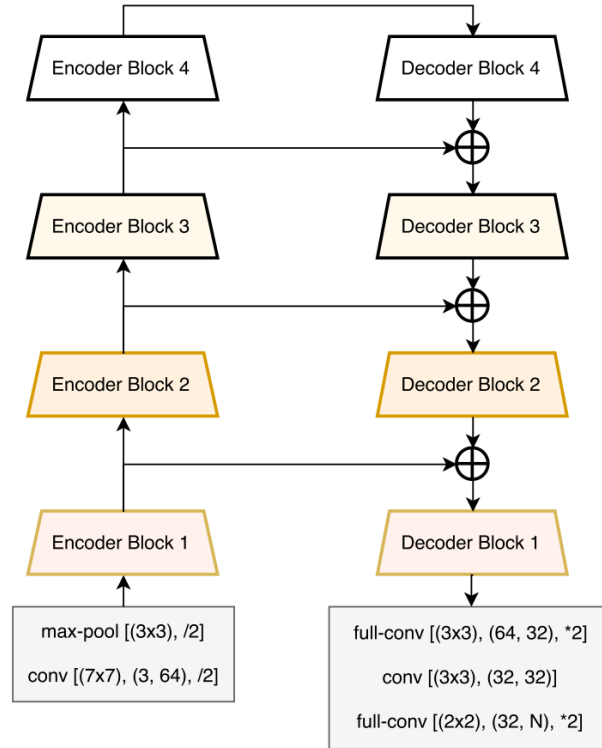 Encoder Block 4
Decoder Block 4
Encoder Block 3
Decoder Block 3
Encoder Block 2
Decoder Block 2
Encoder Block 1
Decoder Block 1
max-pool [(3x3), /2]
conv [(7x7), (3, 64), /2]
full-conv [(3x3), (64, 32), *2]
conv [(3x3), (32, 32)]
full-conv [(2x2), (32, N), *2]